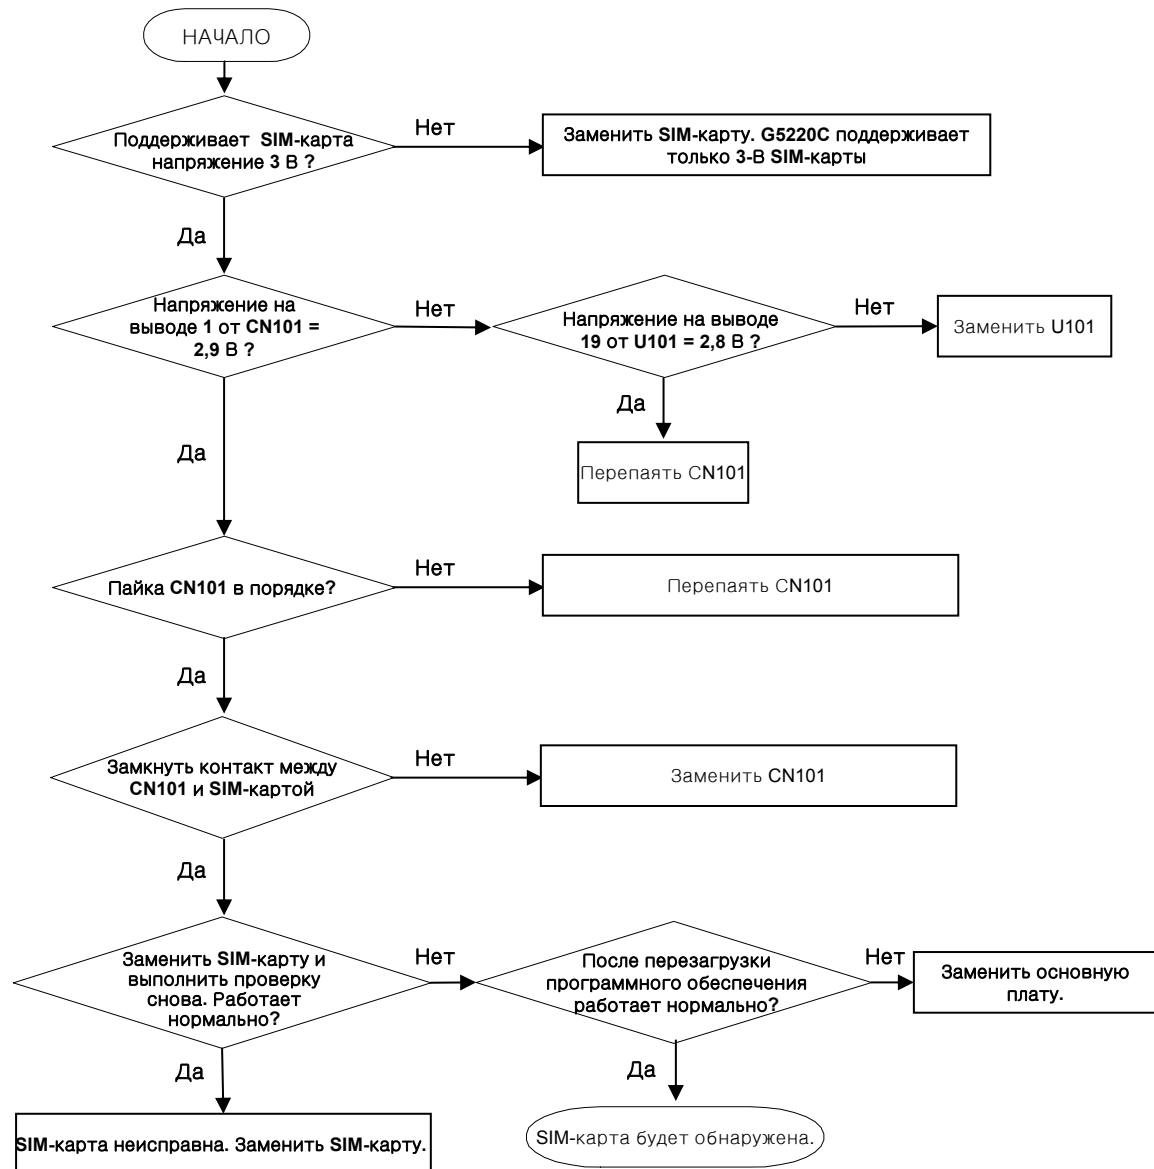 НАЧАЛО
Поддерживает SIM-карта
напряжение 3 В ?
Нет
Заменить SIM-карту. G5220C поддерживает
только 3-В SIM-карты
Да
Напряжение на
выводе 1 от CN101 =
2,9 В ?
Нет
Напряжение на выводе
19 от U101 = 2,8 В ?
Нет
Заменить U101
Да
Перепаять CN101
Да
Пайка CN101 в порядке?
Нет
Перепаять CN101
Да
Замкнуть контакт между
CN101 и SIM-картой
Нет
Заменить CN101
Да
Заменить SIM-карту и
выполнить проверку
снова. Работает
нормально?
Нет
После перезагрузки
программного обеспечения
работает нормально?
Нет
Заменить основную
плату.
Да
SIM-карта неисправна. Заменить SIM-карту.
Да
SIM-карта будет обнаружена.